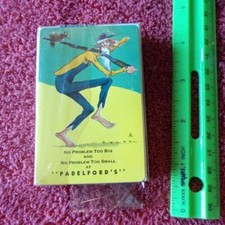 No Problem Too Big
and
No Problem Too Small
at
"PADELFORD'S"